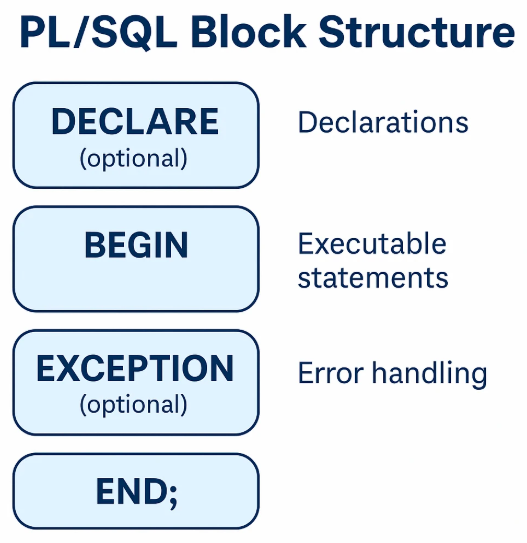 PL/SQL Block Structure
DECLARE
(optional)
Declarations
BEGIN
Executable
statements
EXCEPTION
(optional)
Error handling
END;